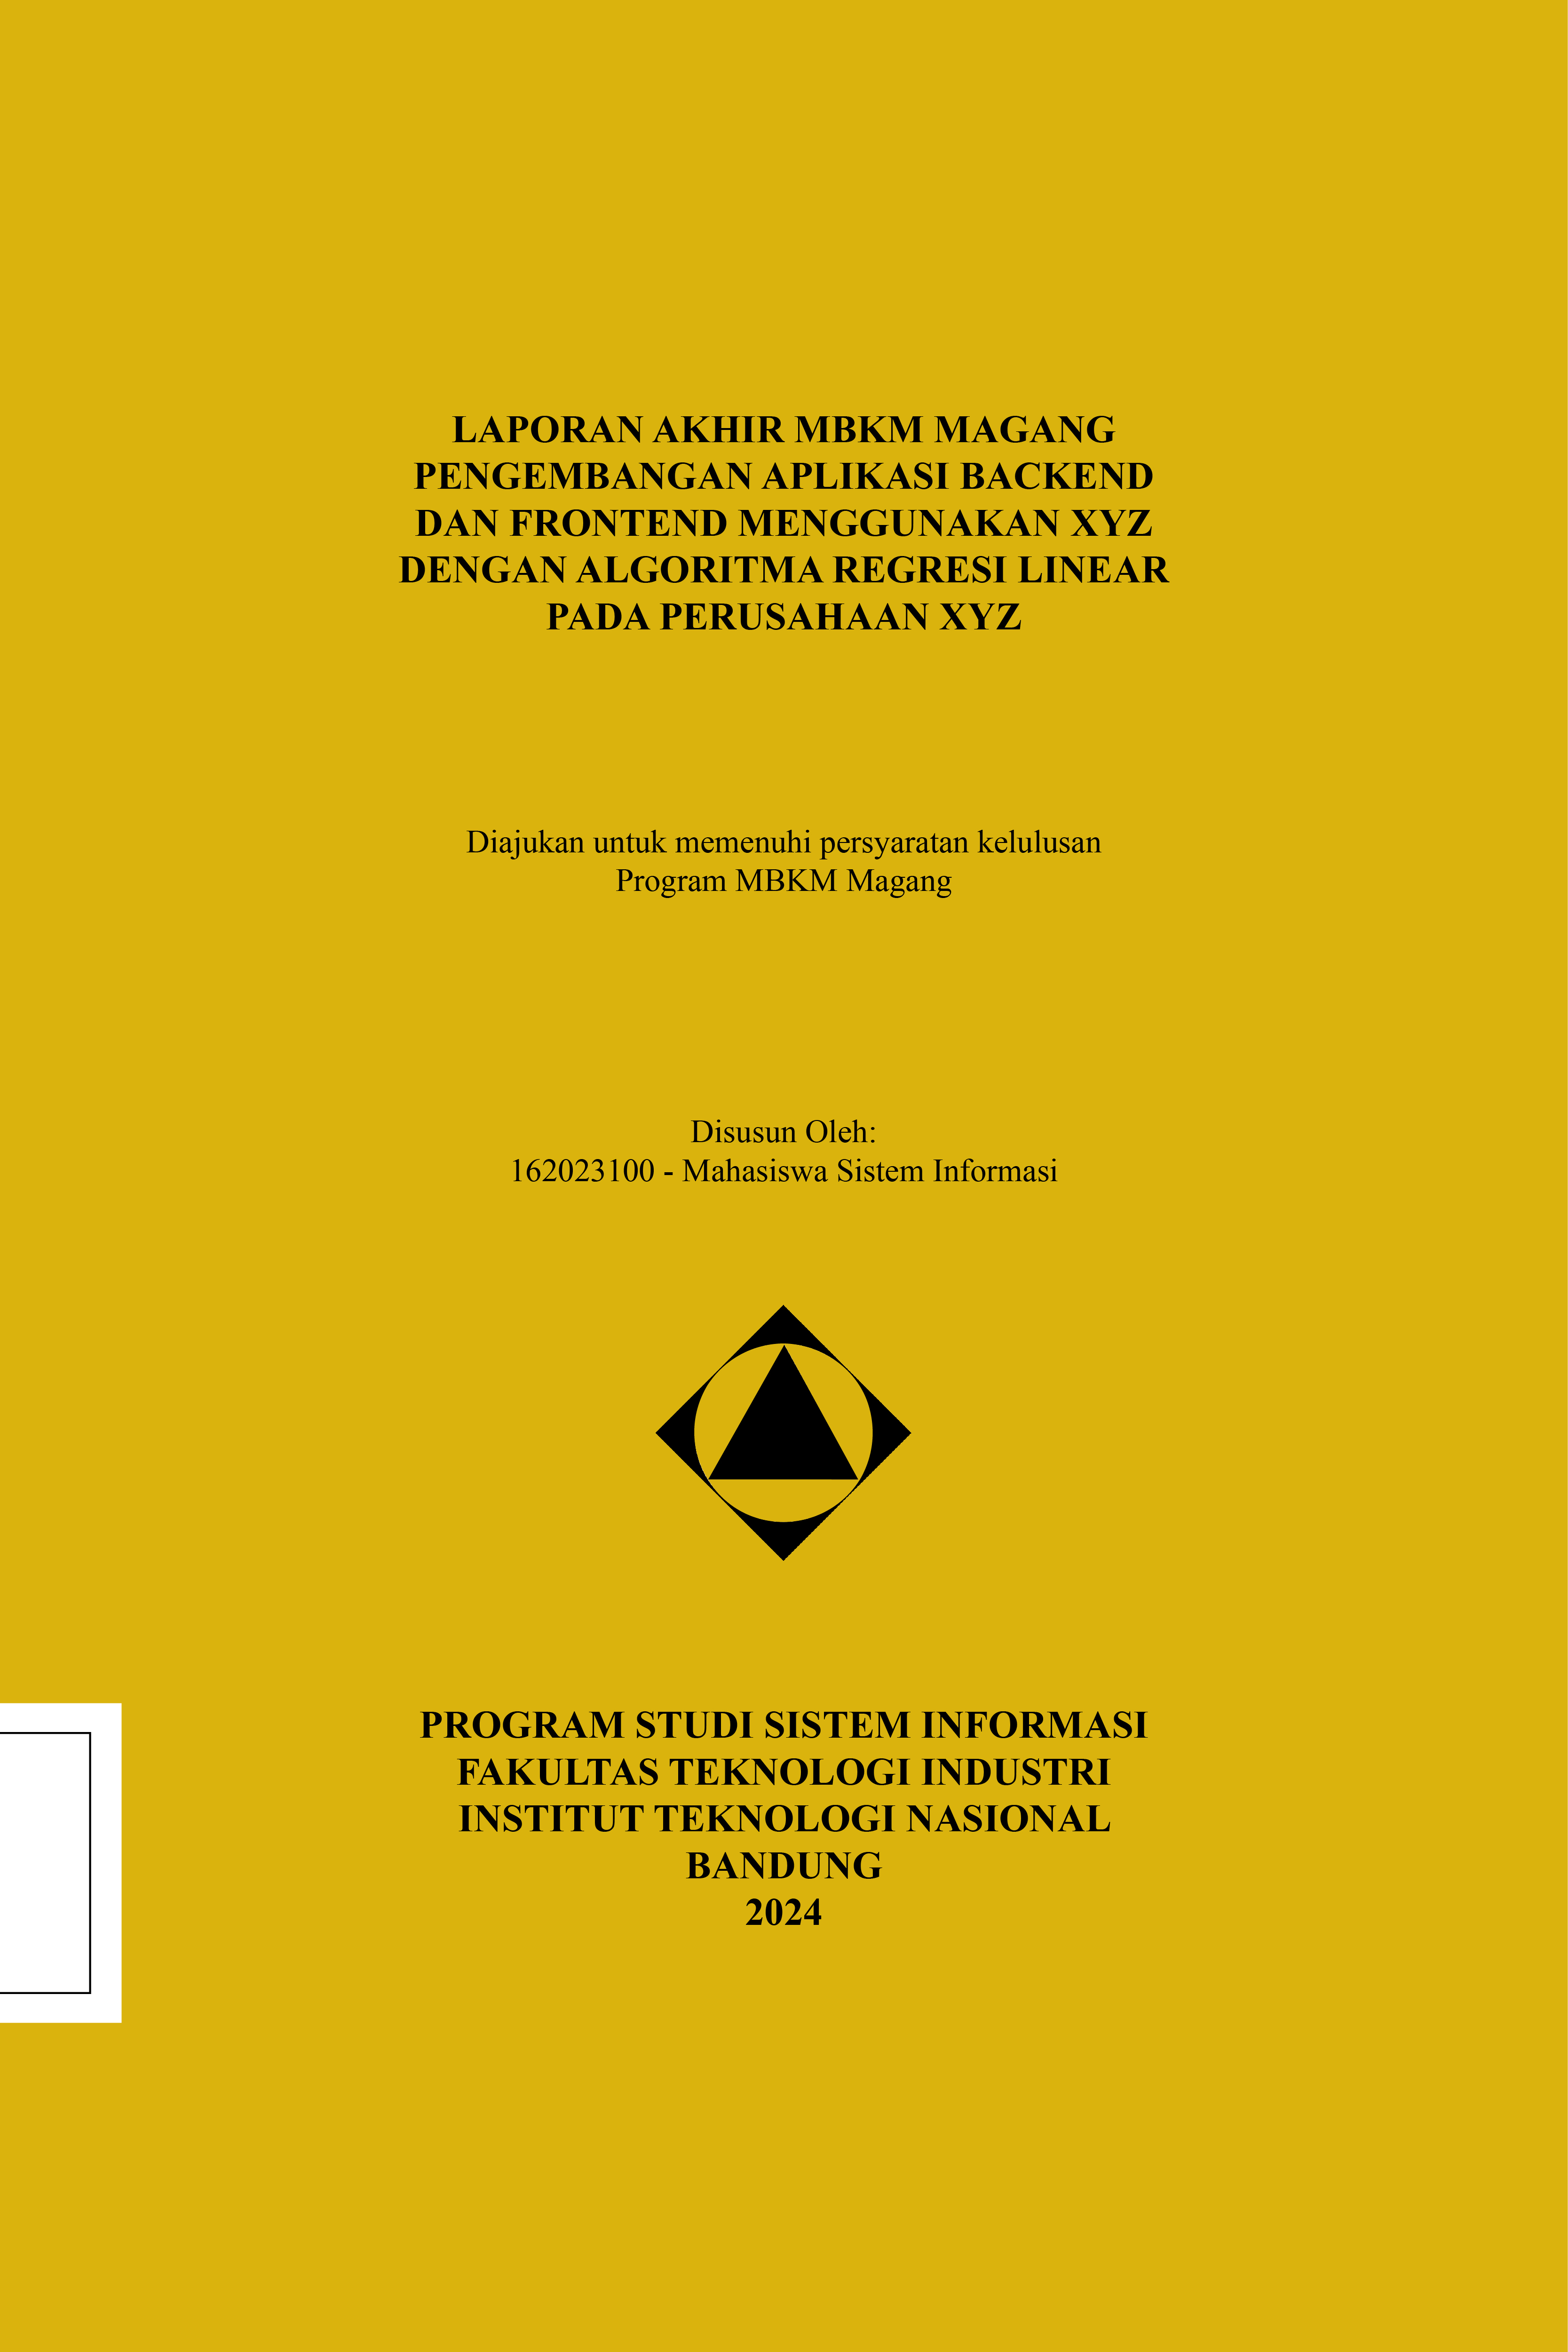 LAPORAN AKHIR MBKM MAGANG
PENGEMBANGAN APLIKASI BACKEND
DAN FRONTEND MENGGUNAKAN XYZ
DENGAN ALGORITMA REGRESI LINEAR
PADA PERUSAHAAN XYZ
Diajukan untuk memenuhi persyaratan kelulusan
Program MBKM Magang
Disusun Oleh:
162023100 - Mahasiswa Sistem Informasi
PROGRAM STUDI SISTEM INFORMASI
FAKULTAS TEKNOLOGI INDUSTRI
INSTITUT TEKNOLOGI NASIONAL
BANDUNG
2024